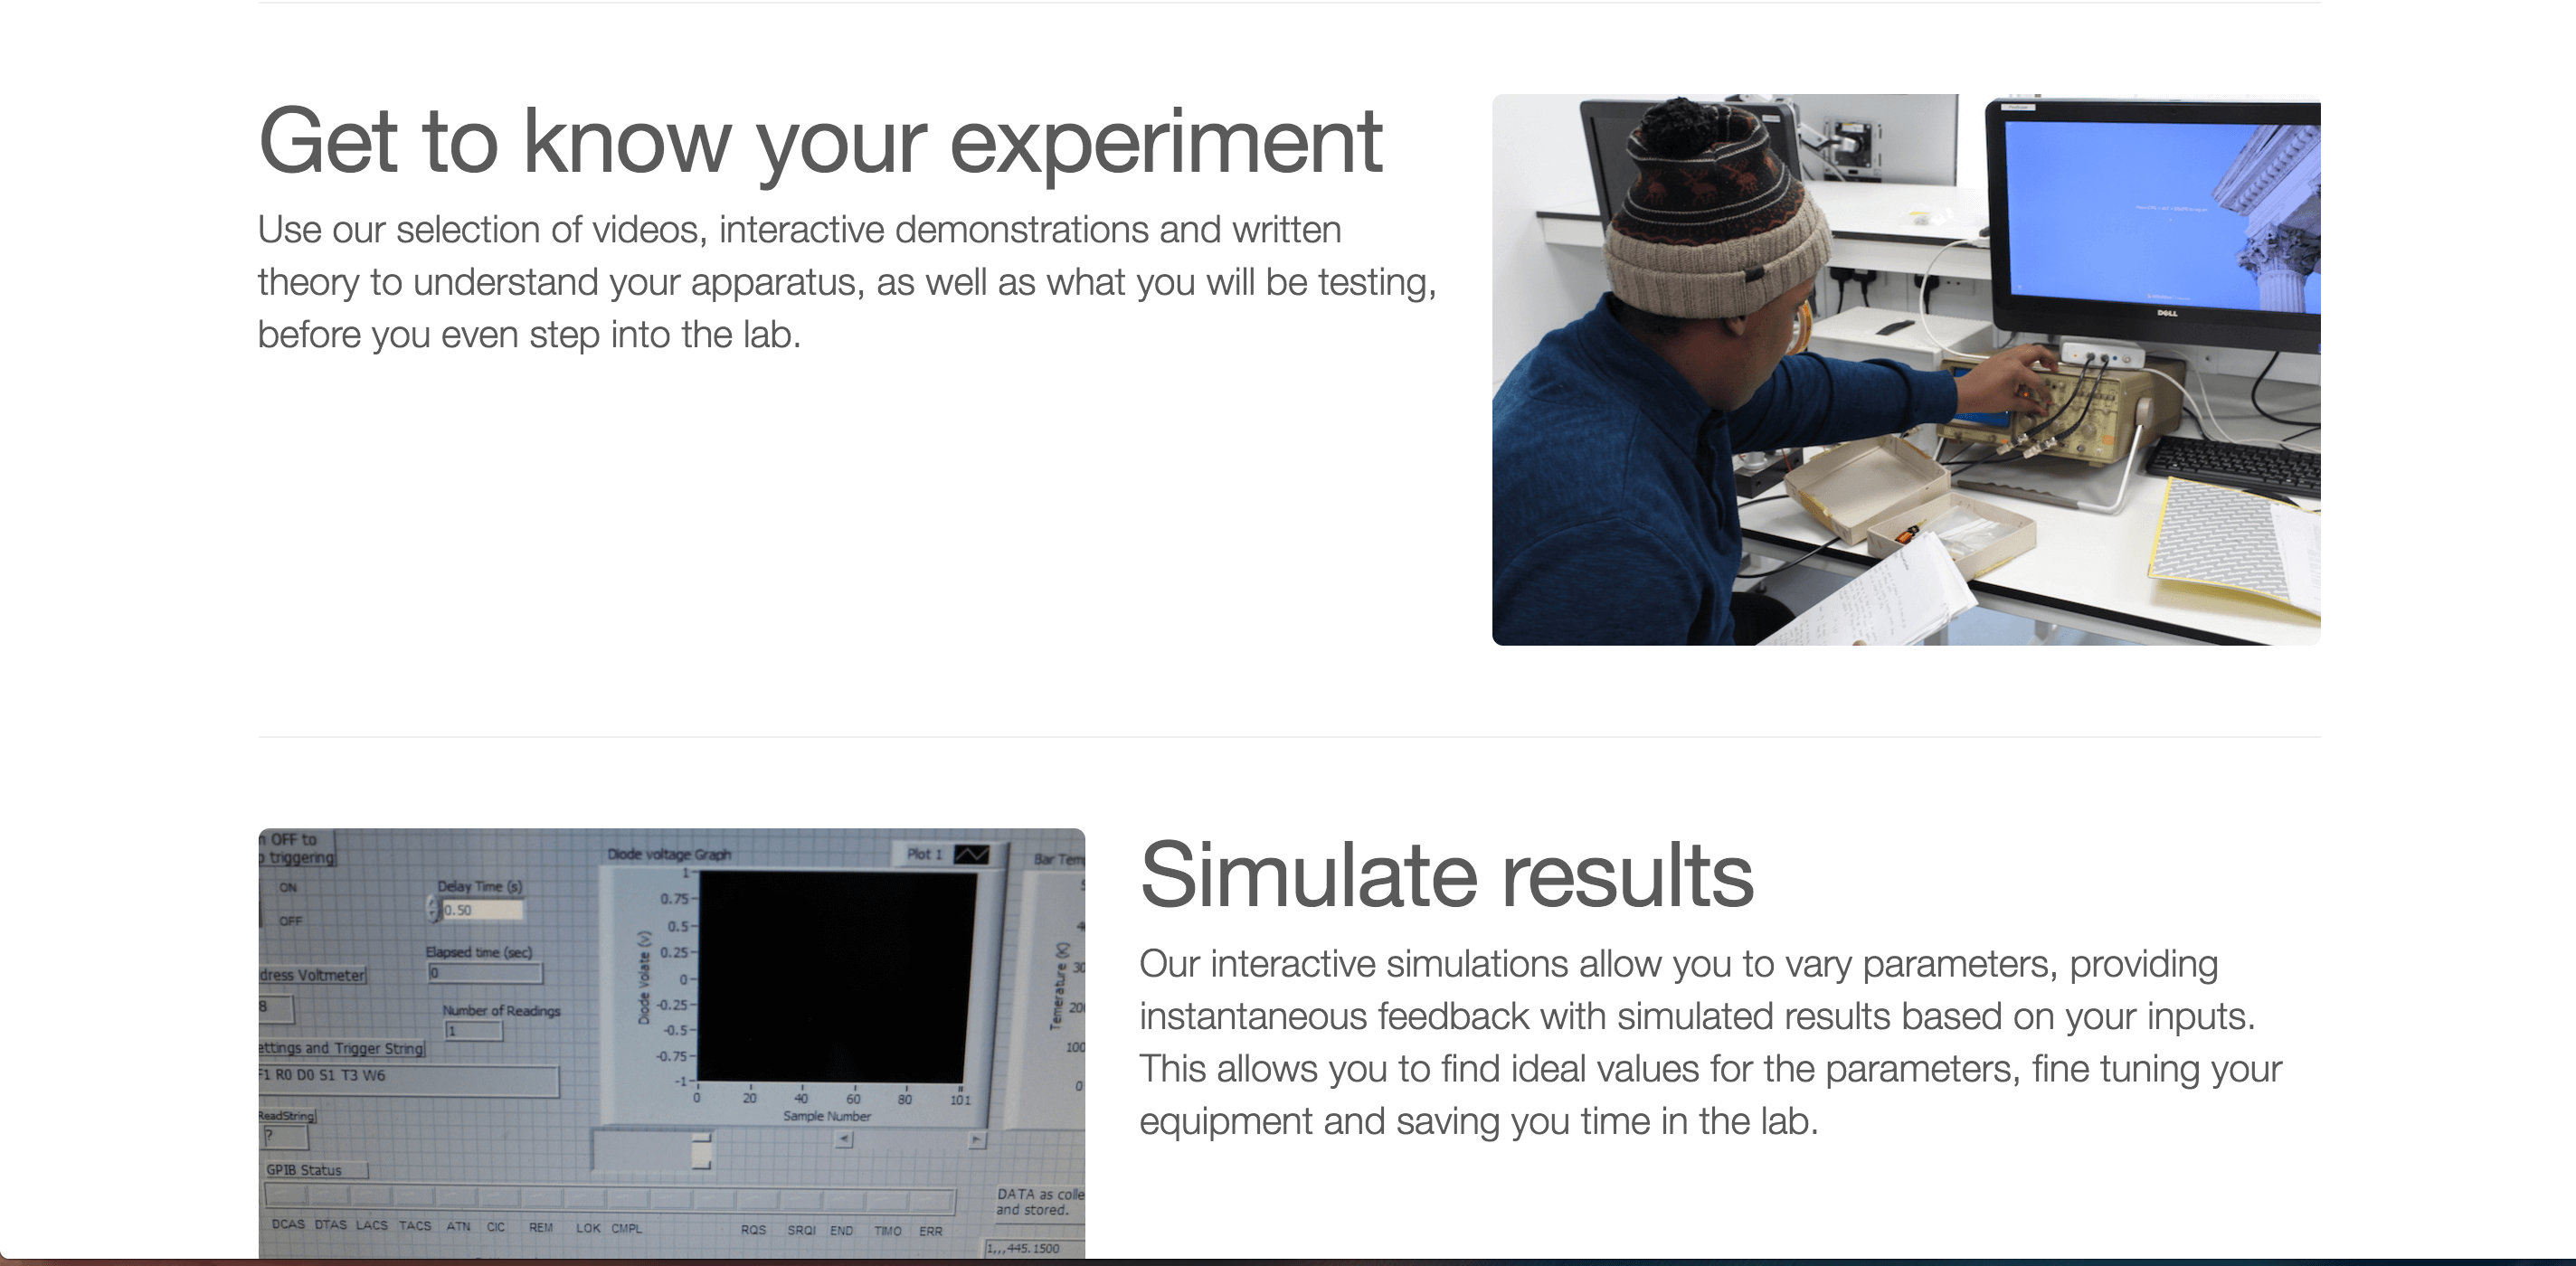 Get to know your experiment
Use our selection of videos, interactive demonstrations and written
theory to understand your apparatus, as well as what you will be testing,
before you even step into the lab.
DELL
Simulate results
Our interactive simulations allow you to vary parameters, providing
instantaneous feedback with simulated results based on your inputs.
This allows you to find ideal values for the parameters, fine tuning your
equipment and saving you time in the lab.
OFF to
triggering
ON
OFF
Delay Time (s)
0.50
Elapsed time (sec)
0
dress Voltmeter
8
Number of Readings
1
ettings and Trigger String
F1 R0 D0 S1 T3 W6
ReadString
?
GPIB Status
DCAS DTAS LACS TACS ATN CIC REM LOK CMPL RQS SRQI END TIMO ERR
Diode voltage Graph
Plot 1
Diode Volate (v)
1
0.75
0.5
0.25
0
-0.25
-0.5
-0.75
-1
0 20 40 60 80 101
Sample Number
Bar Tem
Temerature (K)
200
100
0
DATA as colle
and stored.
1,,,445.1500